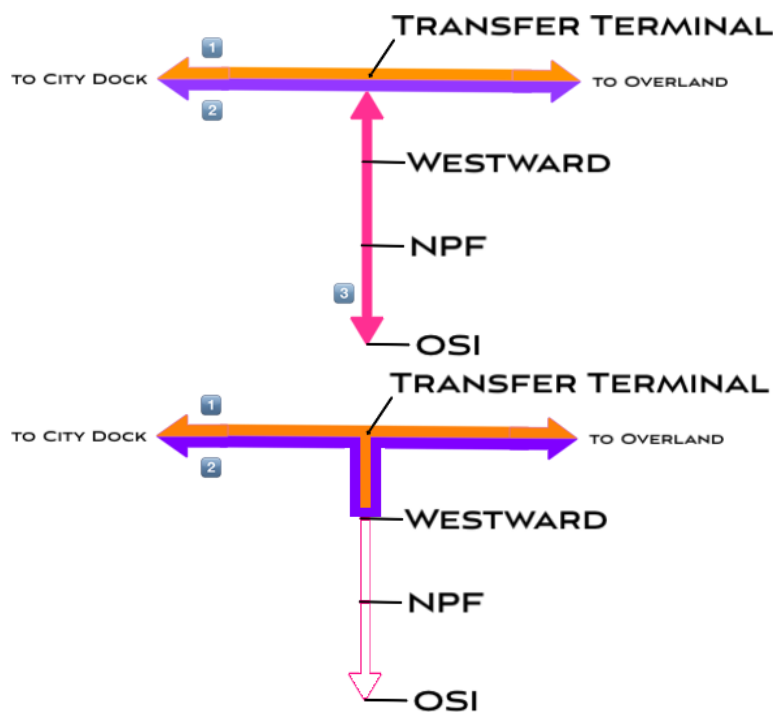 Transfer Terminal
1
to City Dock
to Overland
2
Westward
NPF
3
OSI
Transfer Terminal
1
to City Dock
to Overland
2
Westward
NPF
OSI